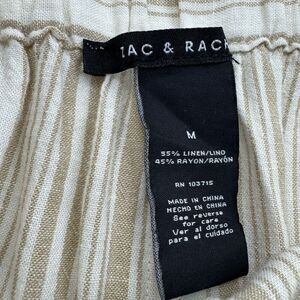 ZAC & RACH
M
55% LINEN/LINO
45% RAYON/RAYÓN
RN 103715
MADE IN CHINA
HECHO EN CHINA
See reverse
for care
Ver al dorso
para el cuidado